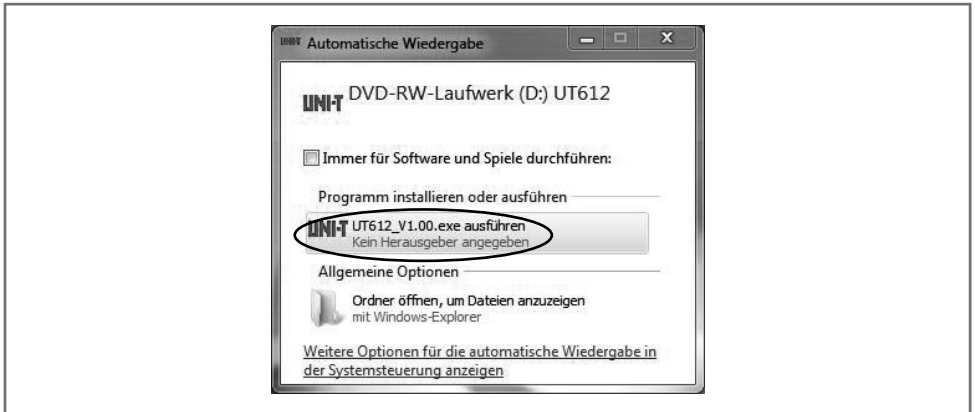 UNI-T Automatische Wiedergabe
UNI-T DVD-RW-Laufwerk (D:) UT612
Immer für Software und Spiele durchführen:
Programm installieren oder ausführen
UNI-T UT612_V1.00.exe ausführen
Kein Herausgeber angegeben
Allgemeine Optionen
Ordner öffnen, um Dateien anzuzeigen
mit Windows-Explorer
Weitere Optionen für die automatische Wiedergabe in
der Systemsteuerung anzeigen